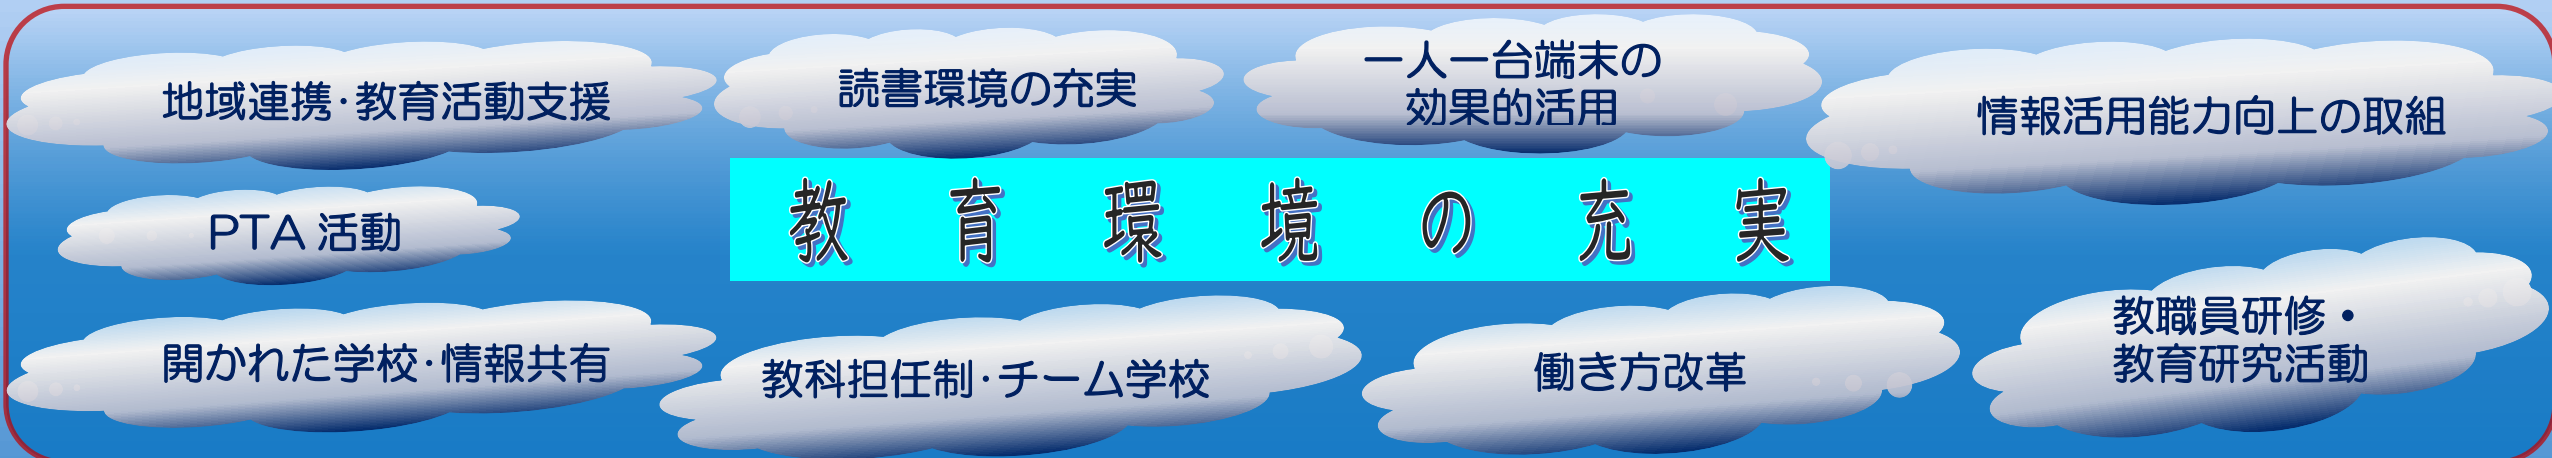 地域連携・教育活動支援
読書環境の充実
一人一台端末の
効果的活用
情報活用能力向上の取組
教育環境の充実
PTA 活動
開かれた学校・情報共有
教科担任制・チーム学校
働き方改革
教職員研修・
教育研究活動